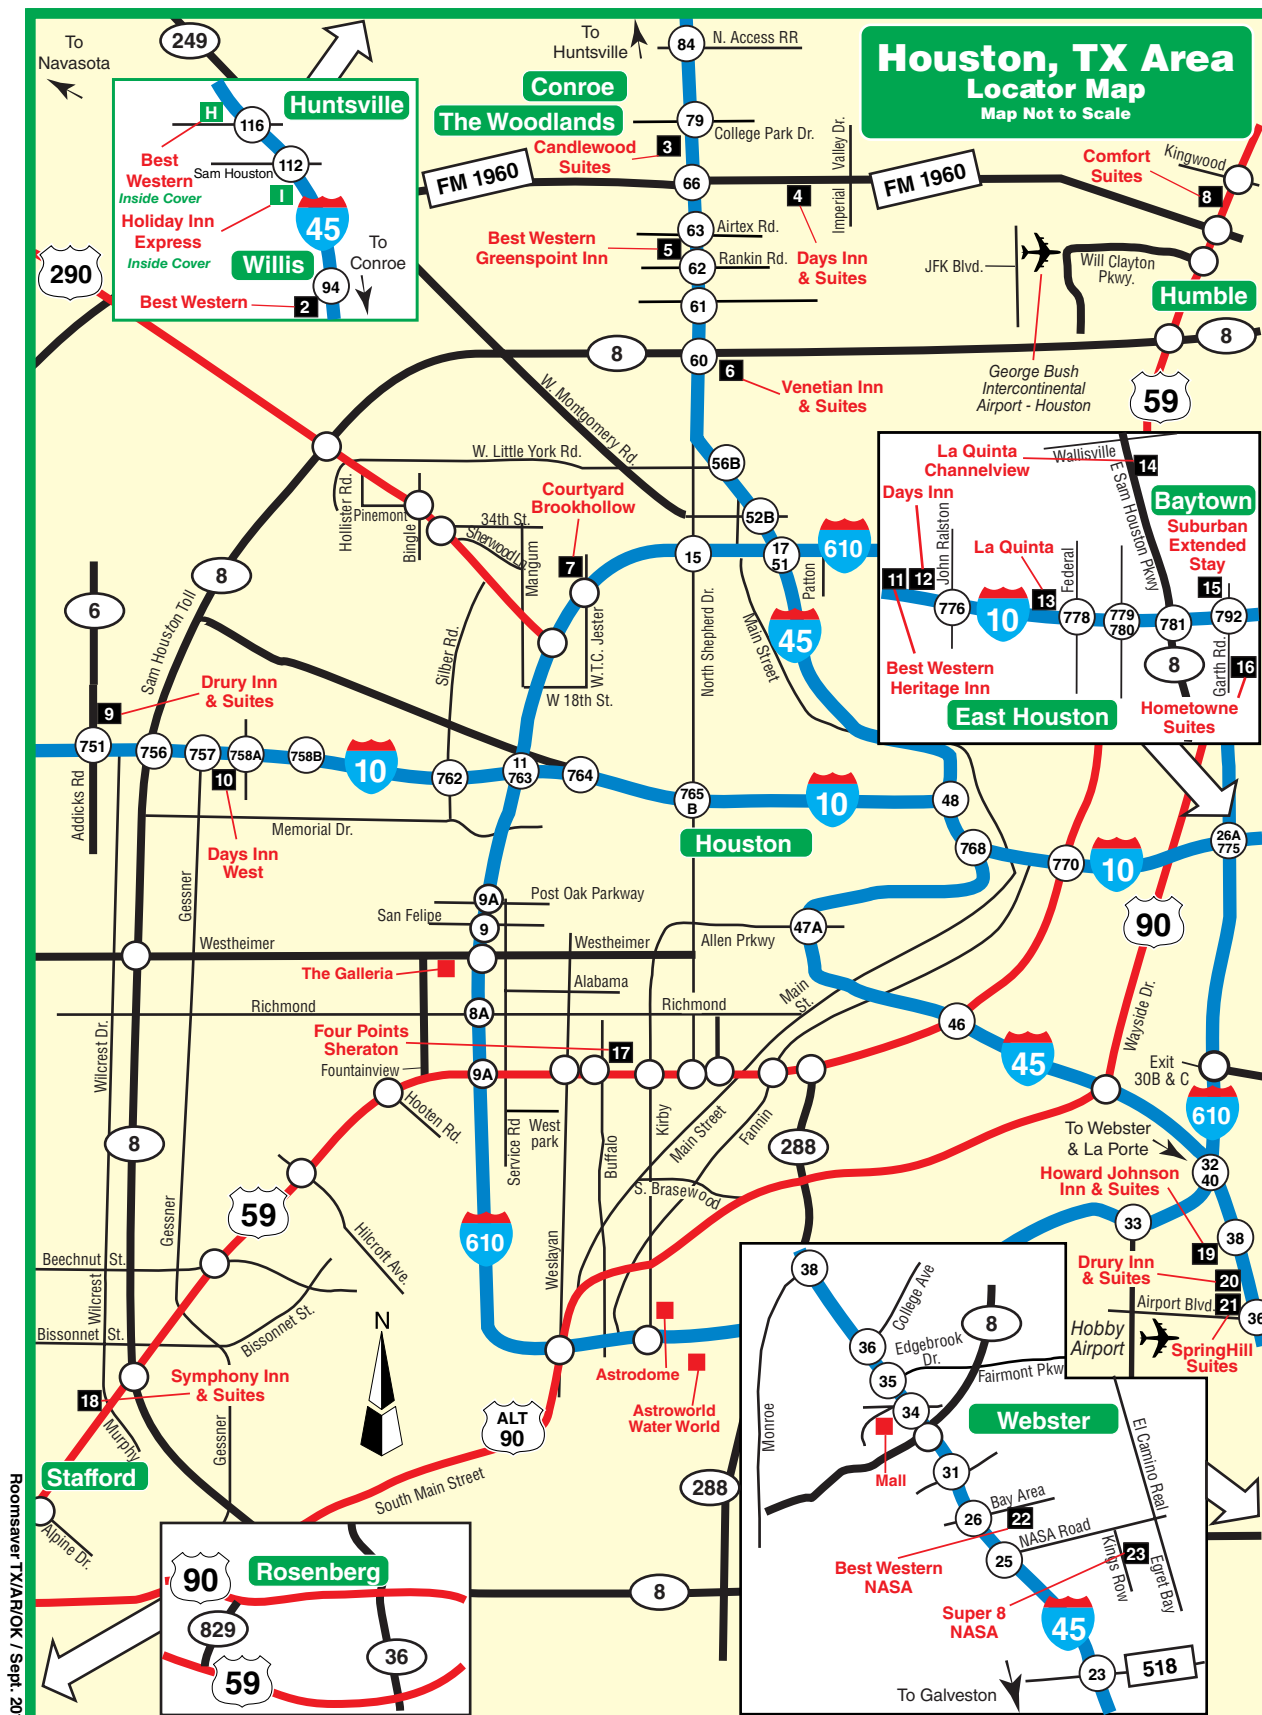 Houston, TX Area
Locator Map
Map Not to Scale
To
Navasota
249
To
Huntsville
84
N. Access RR
Conroe
The Woodlands
79
College Park Dr.
Candlewood
Suites
3
FM 1960
66
4
Imperial Valley Dr.
FM 1960
Comfort
Suites
Kingwood
8
63
Airtex Rd.
Best Western
Greenspoint Inn
5
62
Rankin Rd.
Days Inn
& Suites
61
JFK Blvd.
Will Clayton
Pkwy.
Humble
8
60
8
6
Venetian Inn
& Suites
George Bush
Intercontinental
Airport - Houston
59
Huntsville
H
116
Best
Western
Inside Cover
Sam Houston
112
I
Holiday Inn
Express
Inside Cover
45
Willis
To
Conroe
94
Best Western
2
290
W. Montgomery Rd.
W. Little York Rd.
56B
Hollister Rd.
Pinemont
Bingle
34th St.
Sherwood Ln.
Mangum
Courtyard
Brookhollow
7
52B
15
17
51
610
Patton
45
W.T.C. Jester
W 18th St.
North Shepherd Dr.
Main Street
8
6
Sam Houston Toll
Silber Rd.
Drury Inn
& Suites
9
751
756
757
758A
758B
10
762
11
763
764
765
B
10
48
10
Addicks Rd
Memorial Dr.
Days Inn
West
Houston
768
770
10
26A
775
La Quinta
Channelview
Wallisville
14
E Sam Houston Pkwy
Baytown
Days Inn
John Ralston
La Quinta
Federal
Suburban
Extended
Stay
11
12
13
15
776
10
778
779
780
781
792
8
Best Western
Heritage Inn
Garth Rd.
16
East Houston
Hometowne
Suites
Gessner
9A
Post Oak Parkway
San Felipe
9
47A
Allen Prkwy
90
Westheimer
Westheimer
The Galleria
Alabama
Richmond
8A
Richmond
Main
St.
46
Wayside Dr.
Wilcrest Dr.
Four Points
Sheraton
17
Fountainview
9A
45
Exit
30B & C
Hooten Rd.
Service Rd
West
park
Buffalo
Kirby
Main Street
Fannin
288
610
To Webster
& La Porte
32
40
8
Howard Johnson
Inn & Suites
S. Brasewood
59
Gessner
Hilcroft Ave.
610
Weslayan
33
38
19
Drury Inn
& Suites
20
21
Airport Blvd.
36
Hobby
Airport
SpringHill
Suites
Beechnut St.
Wilcrest
Bissonnet St.
Bissonnet St.
N
Astrodome
Astroworld
Water World
Symphony Inn
& Suites
18
Murphy
Gessner
ALT
90
Stafford
Alpine Dr.
South Main Street
288
38
College Ave
8
36
Edgebrook
Dr.
Fairmont Pkw
35
34
Monroe
Webster
Mall
31
El Camino Real
Bay Area
26
22
NASA Road
25
Kings Row
23
Egret Bay
Best Western
NASA
Super 8
NASA
45
23
518
To Galveston
8
90
Rosenberg
829
59
36
Roomsaver TX/AR/OK / Sept. 20